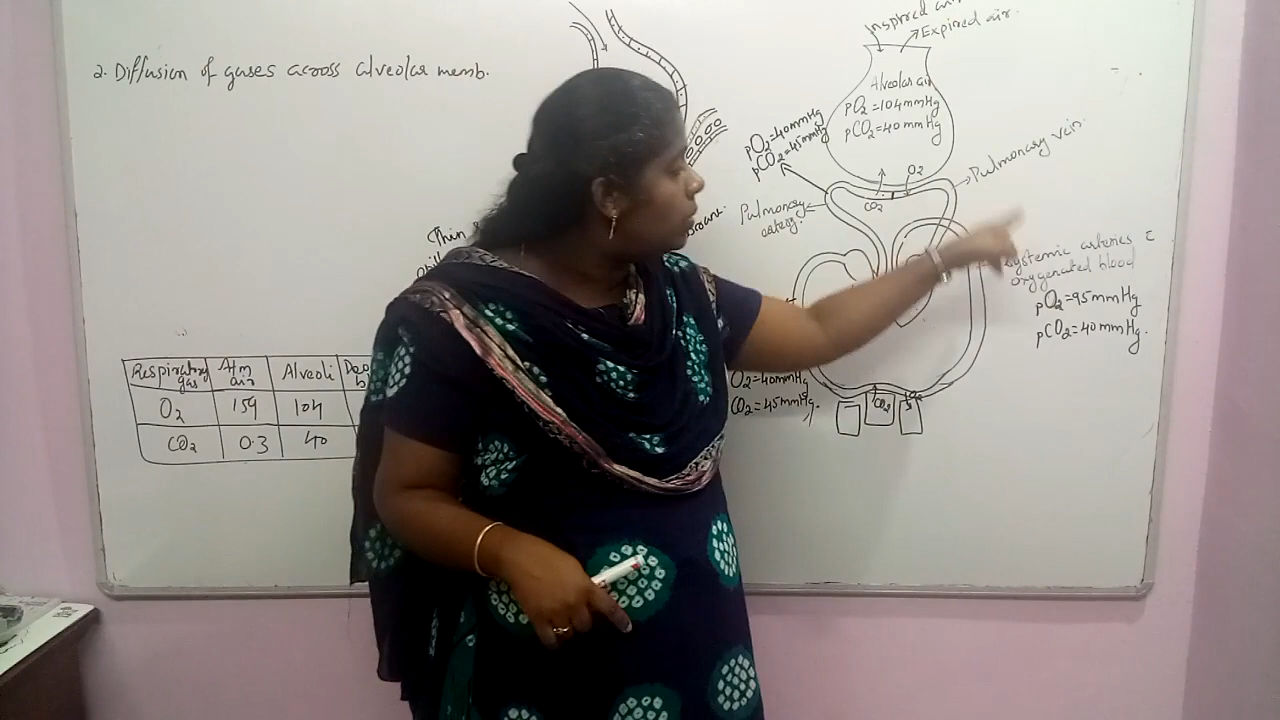 2. Diffusion of gases across alveolar memb.
Inspired air
Expired air.
Alveolar air
pO₂ = 104 mmHg
pCO₂ = 40 mmHg
pO₂ = 40 mmHg
pCO₂ = 45 mmHg
O₂
CO₂
Pulmonary vein.
Pulmonary
artery.
Thin
Systemic arteries c
oxygenated blood
pO₂ = 95 mmHg
pCO₂ = 40 mmHg.
O₂ = 40 mmHg
CO₂ = 45 mmHg.
CO₂
Respiratory gas Atm air Alveoli
O₂ 159 104
CO₂ 0.3 40